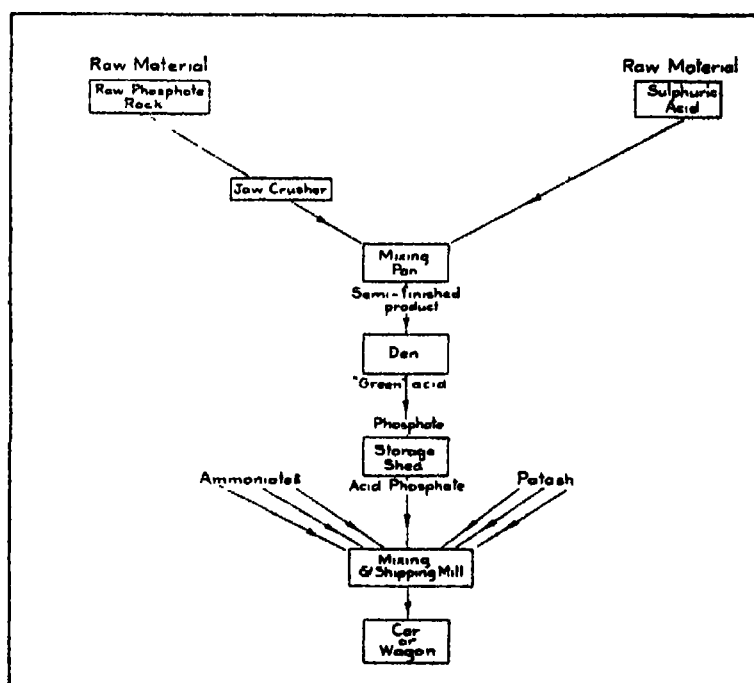 Raw Material
Raw Phosphate
Rock
Raw Material
Sulphuric
Acid
Jaw Crusher
Mixing
Pan
Semi-finished
product
Den
"Green" acid
Phosphate
Storage
Shed
Ammoniates
Acid Phosphate
Potash
Mixing
& Shipping Mill
Car
or
Wagon